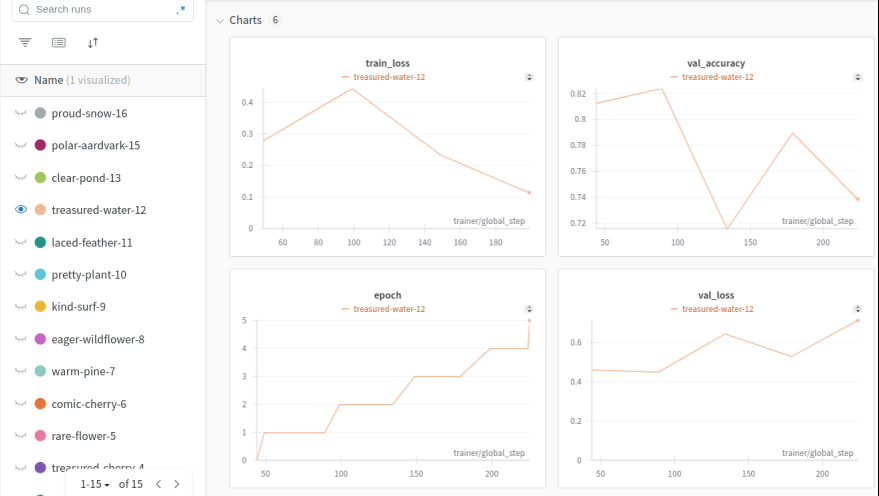 Search runs
.*
Charts 6
Name (1 visualized)
proud-snow-16
polar-aardvark-15
clear-pond-13
treasured-water-12
laced-feather-11
pretty-plant-10
kind-surf-9
eager-wildflower-8
warm-pine-7
comic-cherry-6
rare-flower-5
treasured-cherry-4
1-15 of 15
train_loss
treasured-water-12
0.4
0.3
0.2
0.1
0
trainer/global_step
60 80 100 120 140 160 180
val_accuracy
treasured-water-12
0.82
0.8
0.78
0.76
0.74
0.72
trainer/global_step
50 100 150 200
epoch
treasured-water-12
5
4
3
2
1
0
trainer/global_step
50 100 150 200
val_loss
treasured-water-12
0.6
0.4
0.2
0
trainer/global_step
50 100 150 200